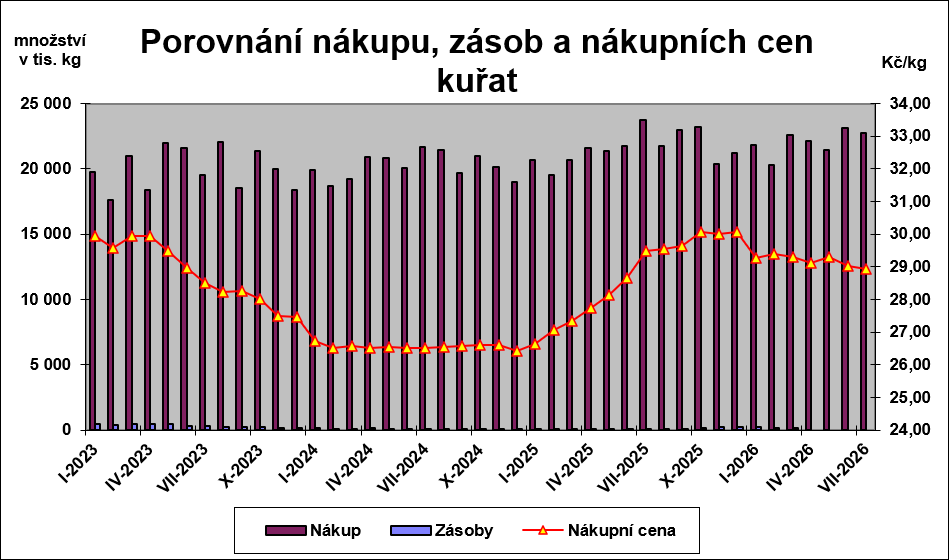 Porovnání nákupu, zásob a nákupních cen
kuřat
množství
v tis. kg
Kč/kg
25 000
20 000
15 000
10 000
5 000
0
34,00
33,00
32,00
31,00
30,00
29,00
28,00
27,00
26,00
25,00
24,00
I-2023
IV-2023
VII-2023
X-2023
I-2024
IV-2024
VII-2024
X-2024
I-2025
IV-2025
VII-2025
X-2025
I-2026
IV-2026
VII-2026
Nákup
Zásoby
Nákupní cena